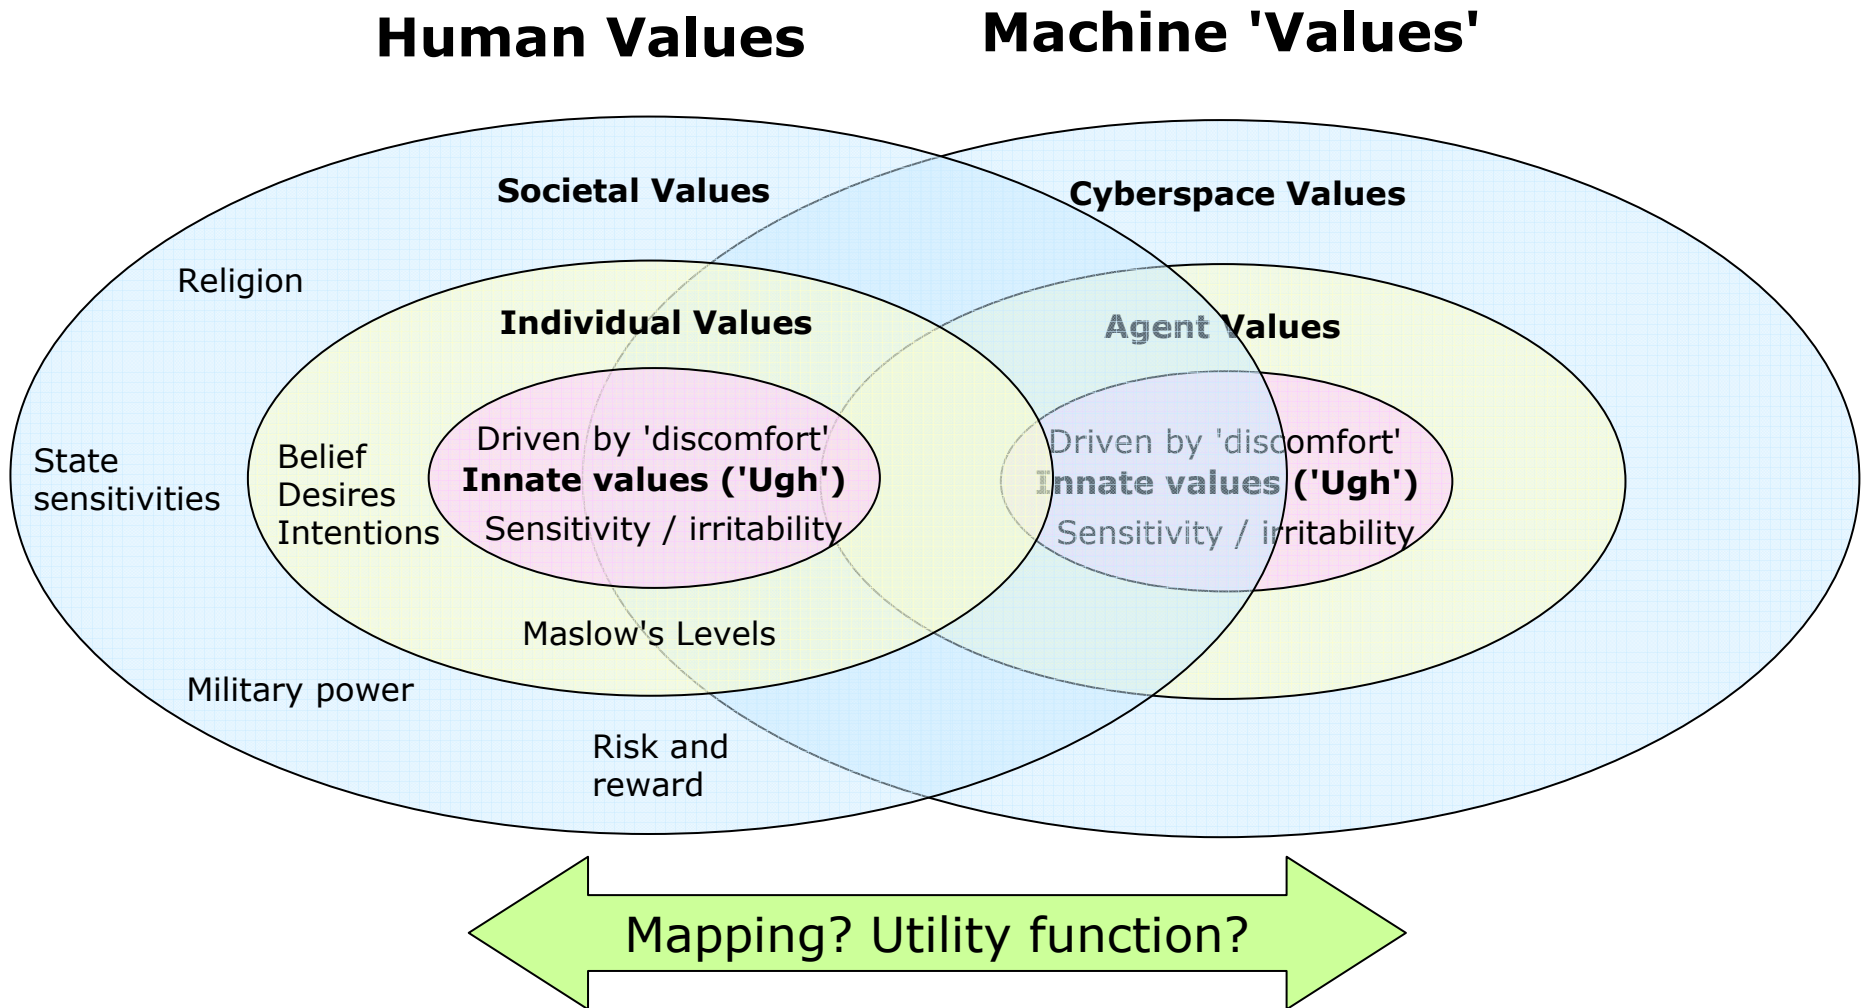 Human Values
Machine 'Values'
Societal Values
Cyberspace Values
Religion
Individual Values
Agent Values
State
sensitivities
Belief
Desires
Intentions
Driven by 'discomfort'
Innate values ('Ugh')
Sensitivity / irritability
Driven by 'discomfort'
Innate values ('Ugh')
Sensitivity / irritability
Maslow's Levels
Military power
Risk and
reward
Mapping? Utility function?